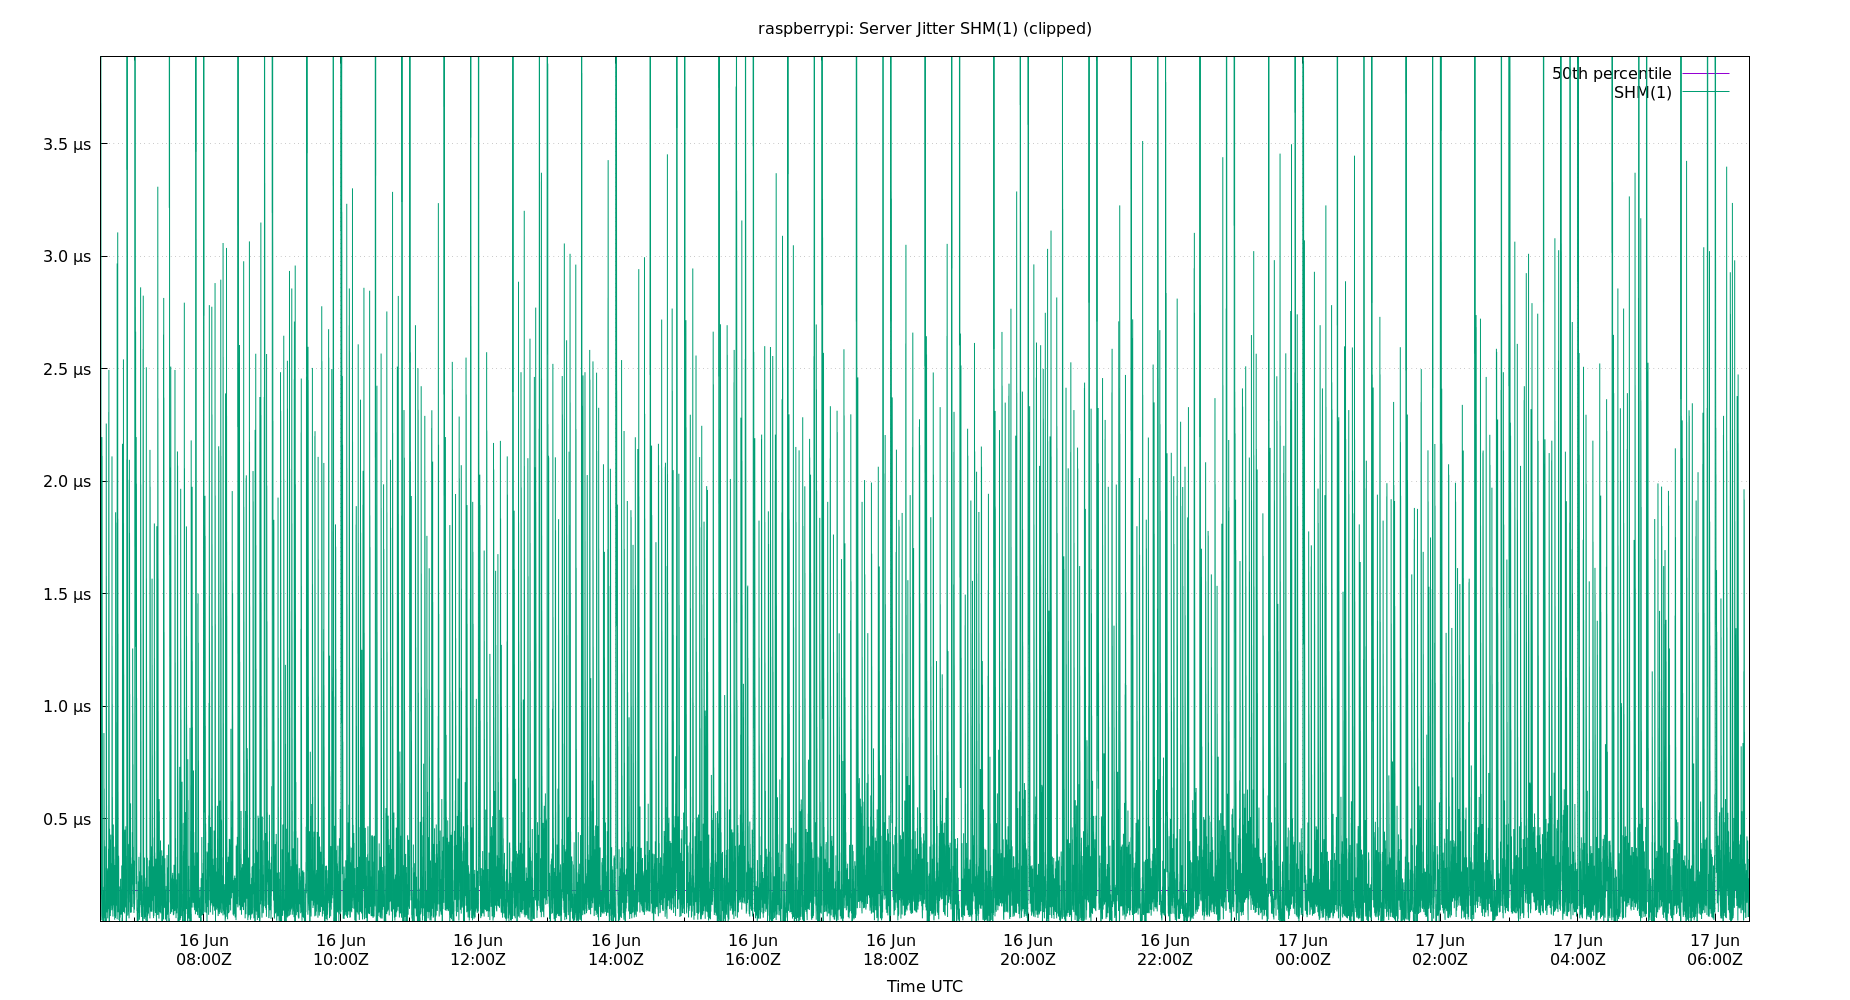 raspberrypi: Server Jitter SHM(1) (clipped)
50th percentile
SHM(1)
3.5 µs
3.0 µs
2.5 µs
2.0 µs
1.5 µs
1.0 µs
0.5 µs
16 Jun 16 Jun 16 Jun 16 Jun 16 Jun 16 Jun 16 Jun 16 Jun 17 Jun 17 Jun 17 Jun 17 Jun
08:00Z 10:00Z 12:00Z 14:00Z 16:00Z 18:00Z 20:00Z 22:00Z 00:00Z 02:00Z 04:00Z 06:00Z
Time UTC